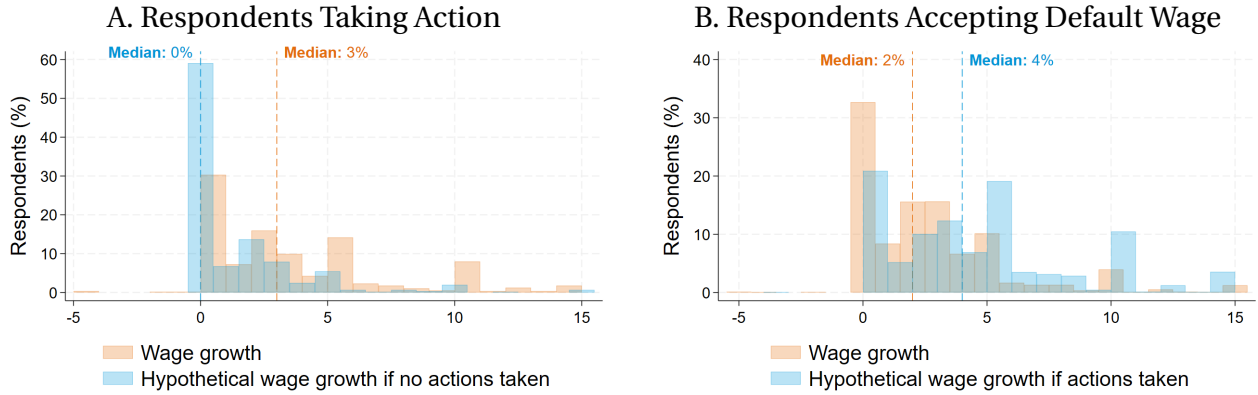 A. Respondents Taking Action
Median: 0%
Median: 3%
Respondents (%)
60
50
40
30
20
10
0
-5
0
5
10
15
Wage growth
Hypothetical wage growth if no actions taken
B. Respondents Accepting Default Wage
Median: 2%
Median: 4%
Respondents (%)
40
30
20
10
0
-5
0
5
10
15
Wage growth
Hypothetical wage growth if actions taken